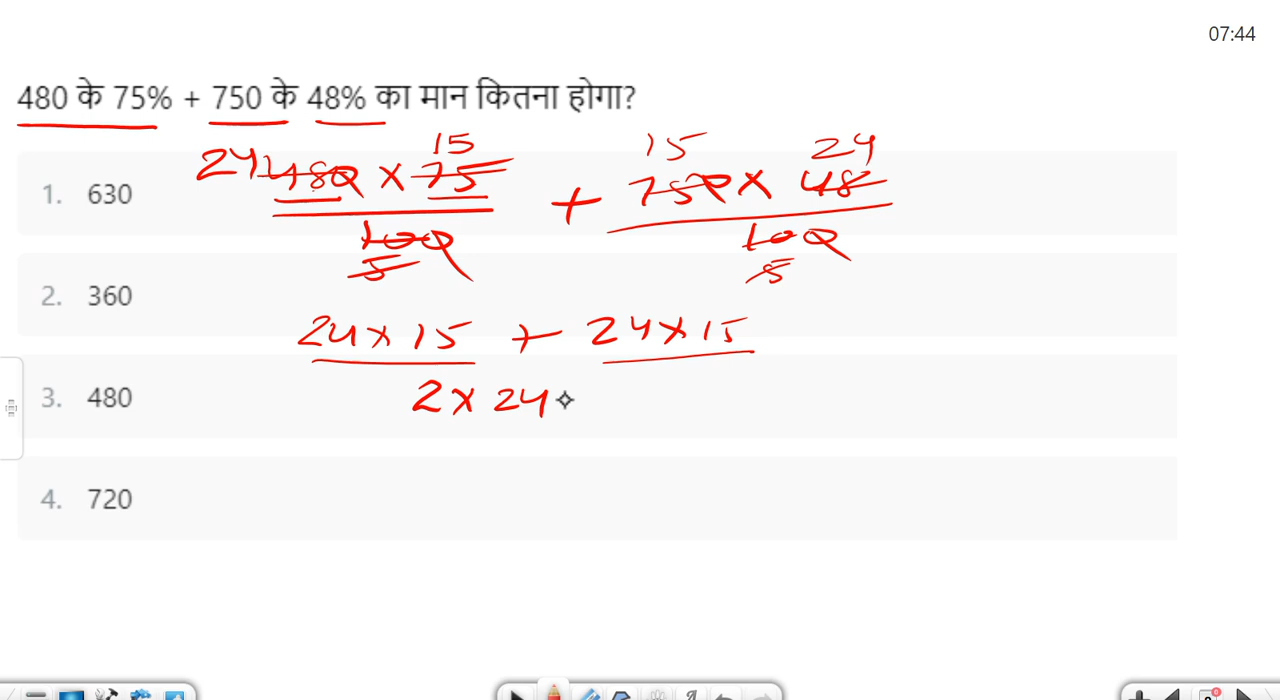 07:44
480 के 75% + 750 के 48% का मान कितना होगा?
15 15 24
24 480 x 75 + 750 x 48
1. 630
100 100
5 5
2. 360
24 x 15 + 24 x 15
3. 480
2 x 24
4. 720